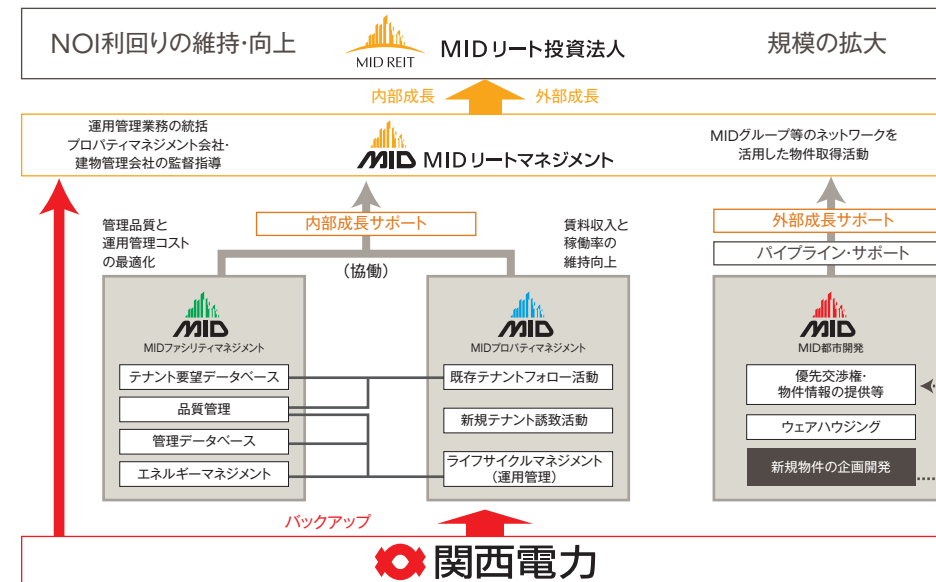 NOI利回りの維持・向上
MID REIT
MIDリート投資法人
規模の拡大
内部成長
外部成長
運用管理業務の統括
プロパティマネジメント会社・
建物管理会社の監督指導
MID MIDリートマネジメント
MIDグループ等のネットワークを
活用した物件取得活動
管理品質と
運用管理コスト
の最適化
内部成長サポート
(協働)
賃料収入と
稼働率の
維持向上
外部成長サポート
パイプライン・サポート
MID
MIDファシリティマネジメント
テナント要望データベース
品質管理
管理データベース
エネルギーマネジメント
MID
MIDプロパティマネジメント
既存テナントフォロー活動
新規テナント誘致活動
ライフサイクルマネジメント
(運用管理)
MID
MID都市開発
優先交渉権・
物件情報の提供等
ウェアハウジング
新規物件の企画開発
バックアップ
関西電力